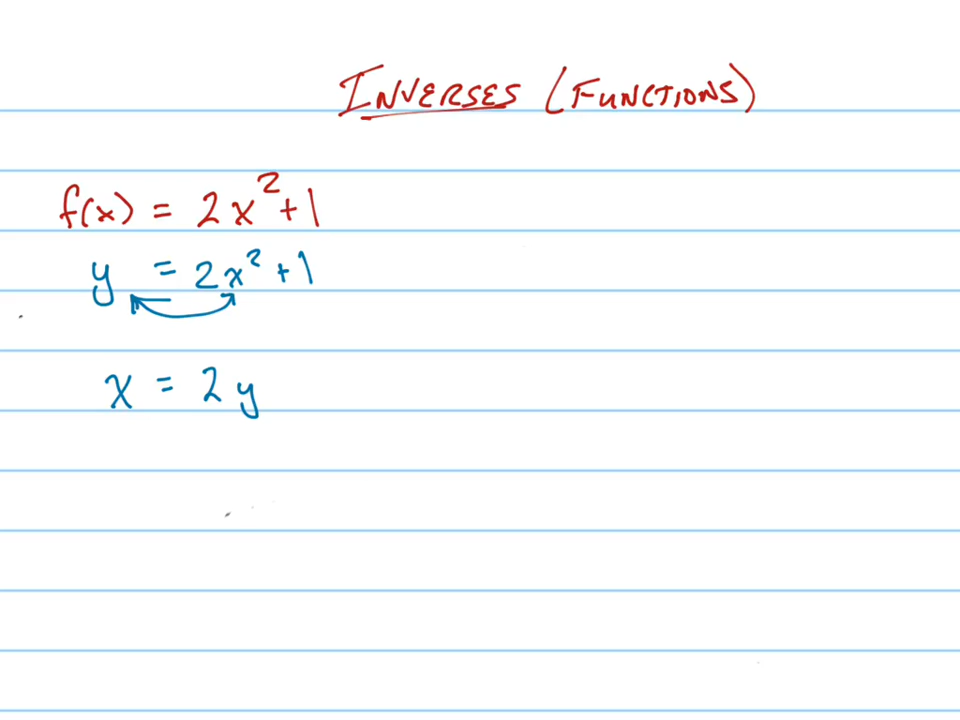 INVERSES (FUNCTIONS)
f(x) = 2x²+1
y = 2x²+1
x = 2y